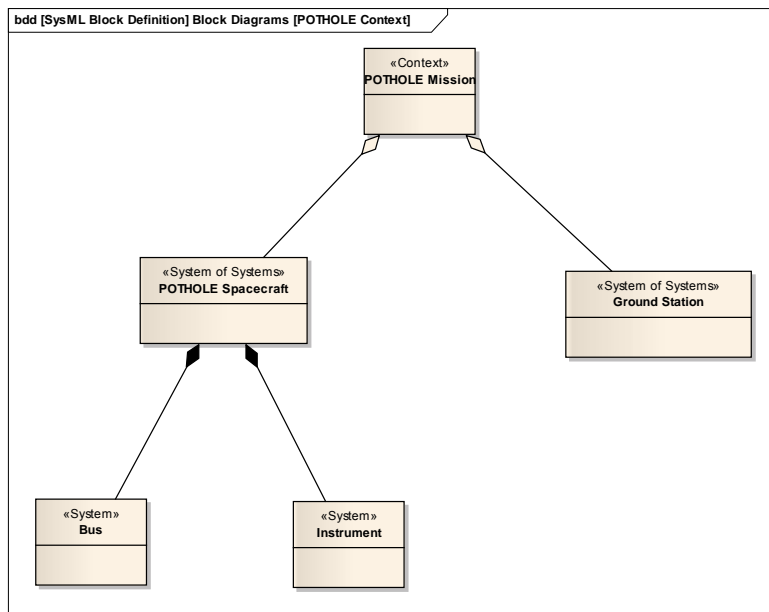 bdd [SysML Block Definition] Block Diagrams [POTHOLE Context]
«Context»
POTHOLE Mission
«System of Systems»
POTHOLE Spacecraft
«System of Systems»
Ground Station
«System»
Bus
«System»
Instrument